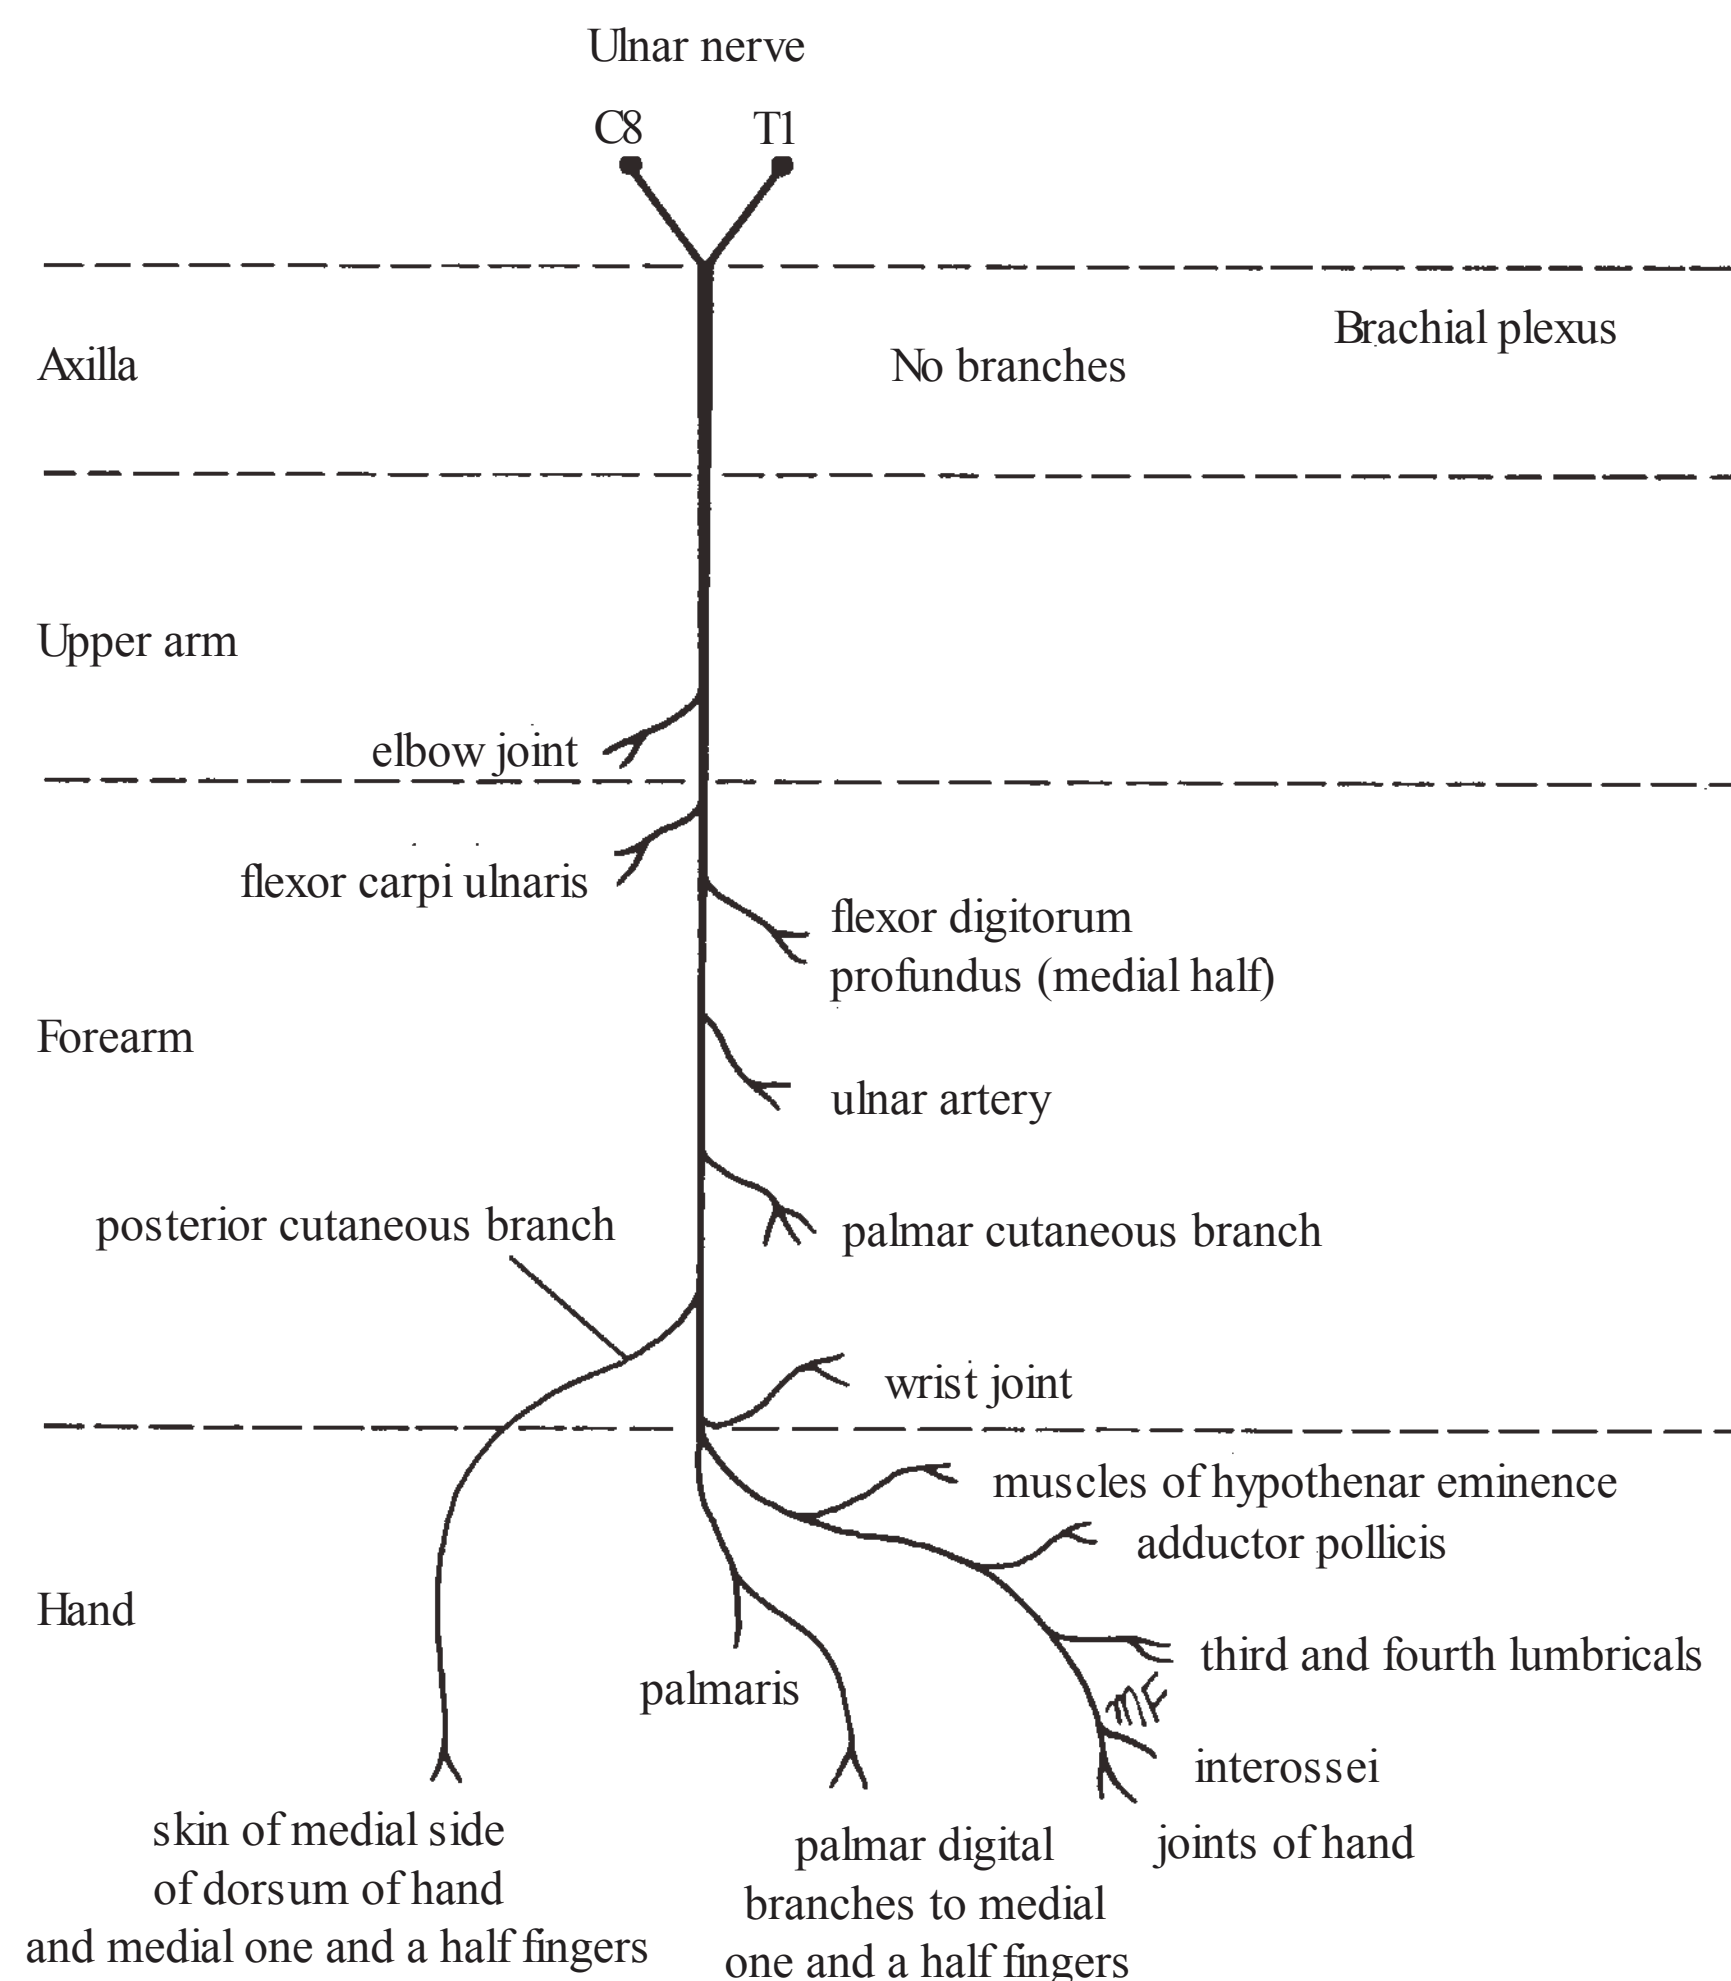 Ulnar nerve
C8 T1
Brachial plexus
Axilla
No branches
Upper arm
elbow joint
flexor carpi ulnaris
flexor digitorum
profundus (medial half)
Forearm
ulnar artery
posterior cutaneous branch
palmar cutaneous branch
wrist joint
muscles of hypothenar eminence
adductor pollicis
Hand
third and fourth lumbricals
palmaris
interossei
joints of hand
skin of medial side
of dorsum of hand
and medial one and a half fingers
palmar digital
branches to medial
one and a half fingers